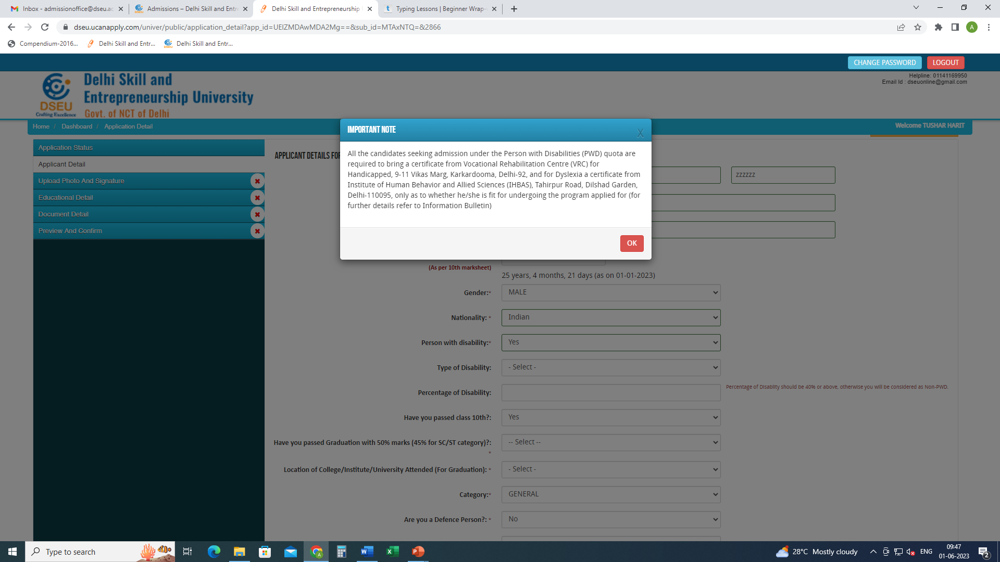 Inbox - admissionoffice@dseu.ac
Admissions – Delhi Skill and Entr
Delhi Skill and Entrepreneurship
Typing Lessons | Beginner Wrap-
dseu.ucanapply.com/univer/public/application_detail?app_id=UEIZMDAwMDA2Mg==&sub_id=MTAxNTQ=&2866
A
Compendium-2016...
Delhi Skill and Entr...
Delhi Skill and Entr...
CHANGE PASSWORD
LOGOUT
Helpline: 01141169950
Email Id : dseuonline@gmail.com
DSEU
Crafting Excellence
Delhi Skill and
Entrepreneurship University
Govt. of NCT of Delhi
Home / Dashboard / Application Detail
Welcome TUSHAR HARIT
Application Status
Applicant Detail
Upload Photo And Signature
Educational Detail
Document Detail
Preview And Confirm
APPLICANT DETAILS FOR
IMPORTANT NOTE
X
All the candidates seeking admission under the Person with Disabilities (PWD) quota are
required to bring a certificate from Vocational Rehabilitation Centre (VRC) for
Handicapped, 9-11 Vikas Marg, Karkardooma, Delhi-92, and for Dyslexia a certificate from
Institute of Human Behavior and Allied Sciences (IHBAS), Tahirpur Road, Dilshad Garden,
Delhi-110095, only as to whether he/she is fit for undergoing the program applied for (for
further details refer to Information Bulletin)
OK
zzzzzz
(As per 10th marksheet)
25 years, 4 months, 21 days (as on 01-01-2023)
Gender:* MALE
Nationality: * Indian
Person with disability:* Yes
Type of Disability: - Select -
Percentage of Disability:
Percentage of Disablity should be 40% or above, otherwise you will be considered as Non-PWD.
Have you passed class 10th?: Yes
Have you passed Graduation with 50% marks (45% for SC/ST category)?: -- Select --
*
Location of College/Institute/University Attended (For Graduation): * - Select -
Category:* GENERAL
Are you a Defence Person?: * No
Type to search
28°C Mostly cloudy
ENG
09:47
01-06-2023
2